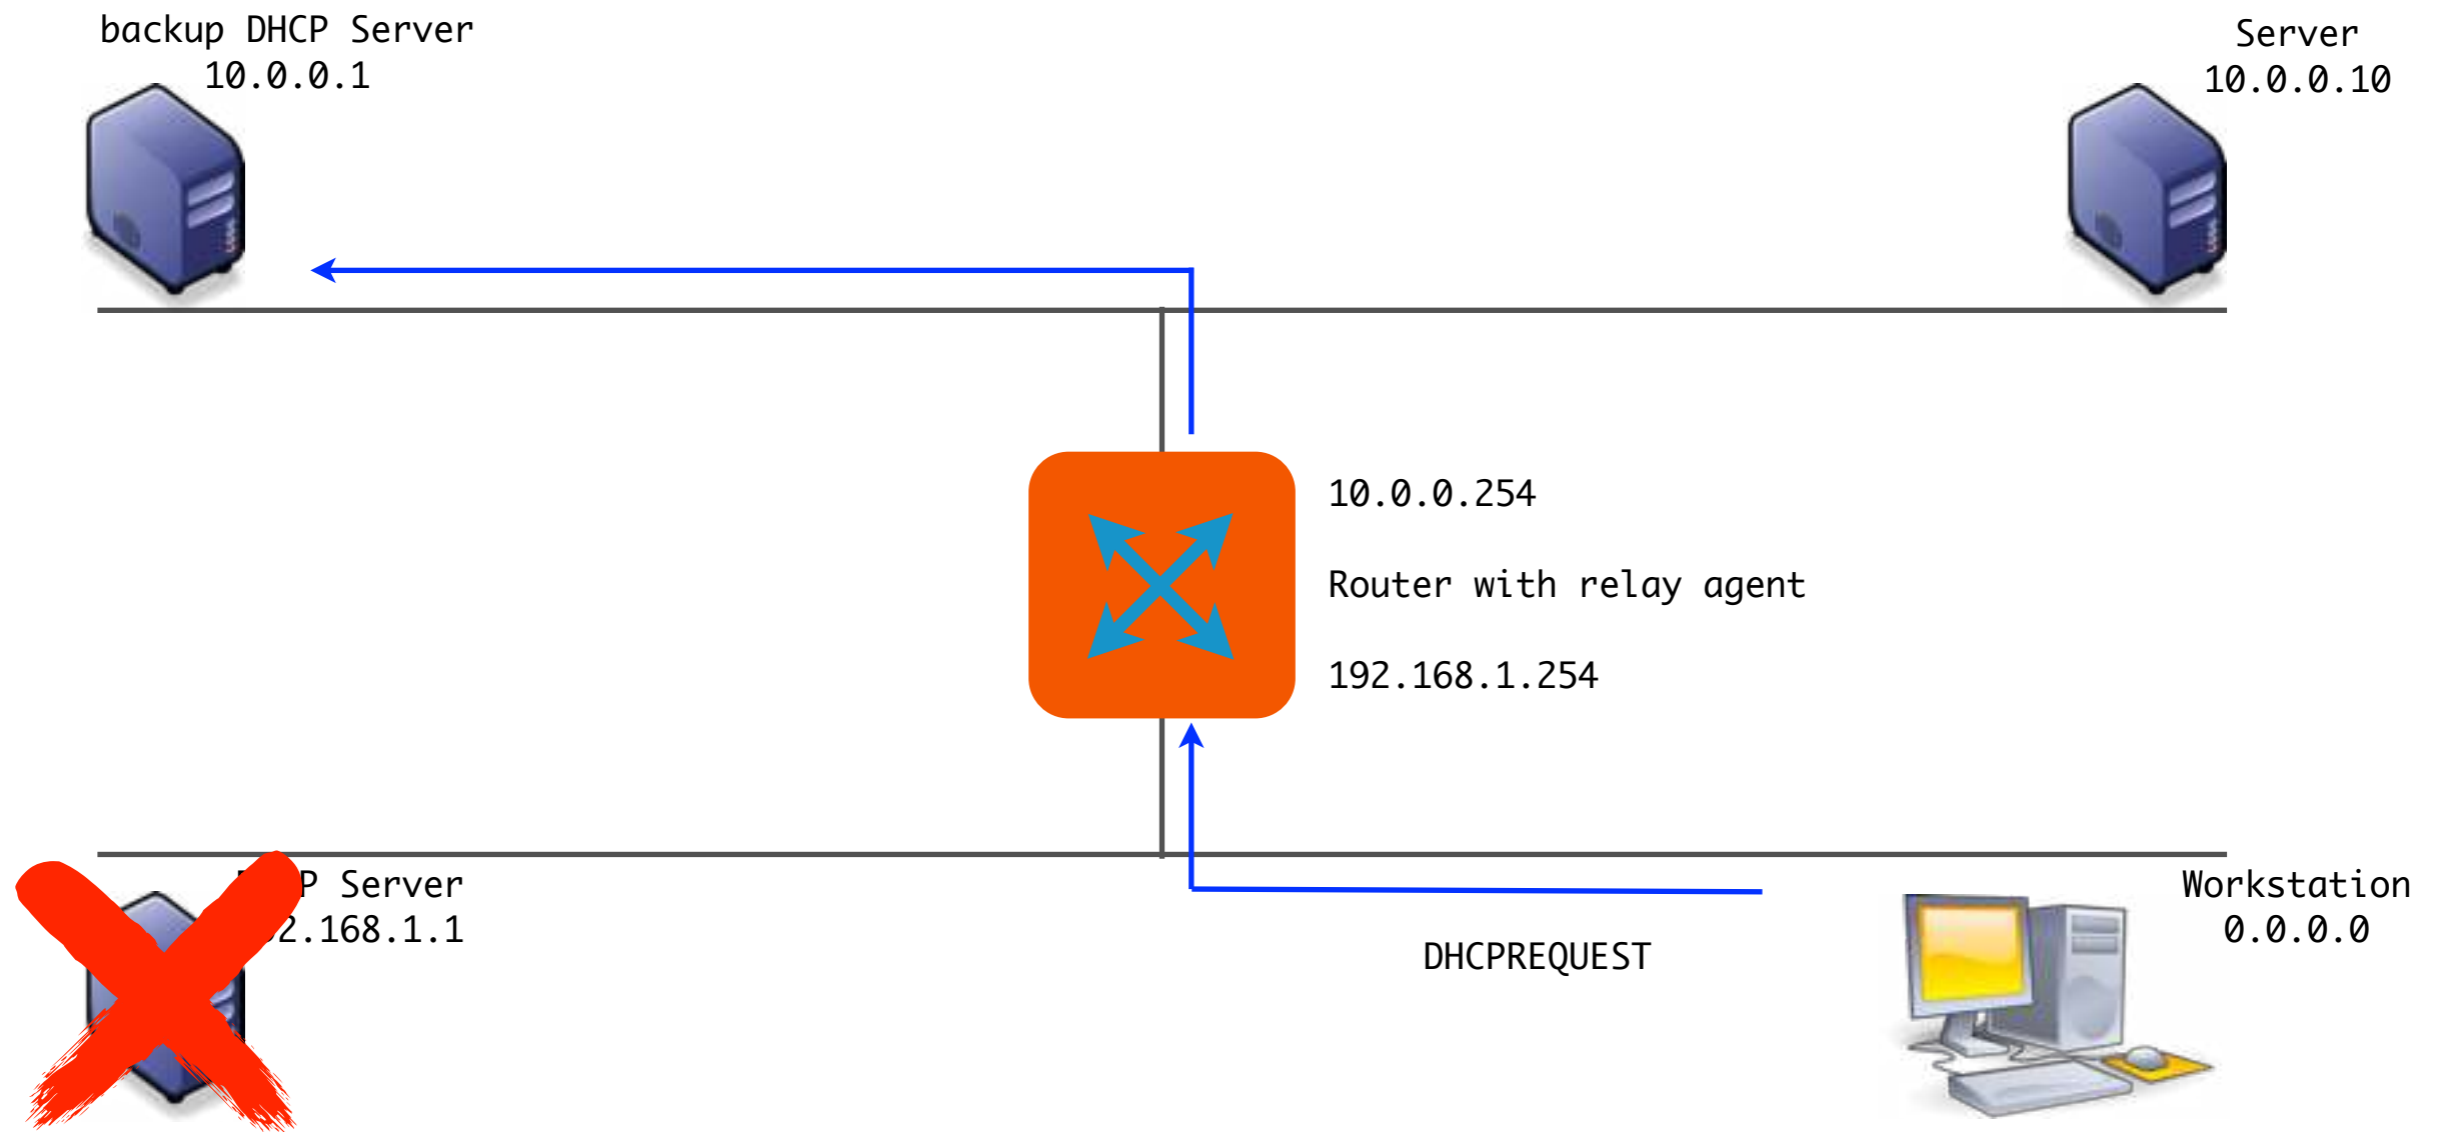 backup DHCP Server
10.0.0.1
Server
10.0.0.10
10.0.0.254
Router with relay agent
192.168.1.254
Server
2.168.1.1
Workstation
0.0.0.0
DHCPREQUEST